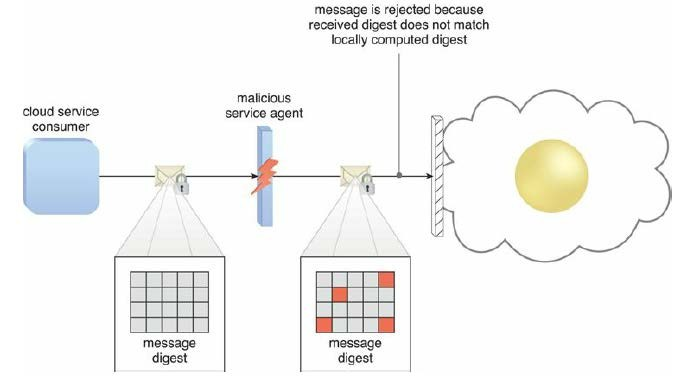 message is rejected because
received digest does not match
locally computed digest
cloud service
consumer
malicious
service agent
message
digest
message
digest